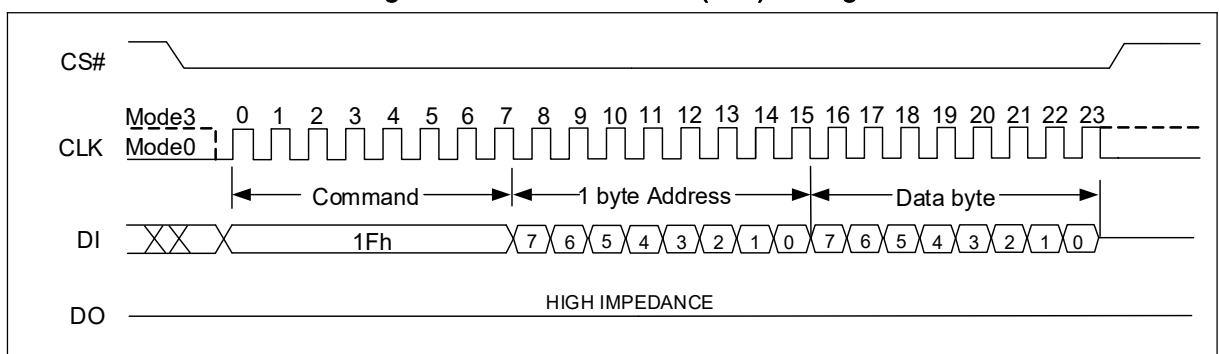 CS#
Mode3
0 1 2 3 4 5 6 7 8 9 10 11 12 13 14 15 16 17 18 19 20 21 22 23
CLK
Mode0
Command 1 byte Address Data byte
DI
1Fh 7 6 5 4 3 2 1 0 7 6 5 4 3 2 1 0
HIGH IMPEDANCE
DO